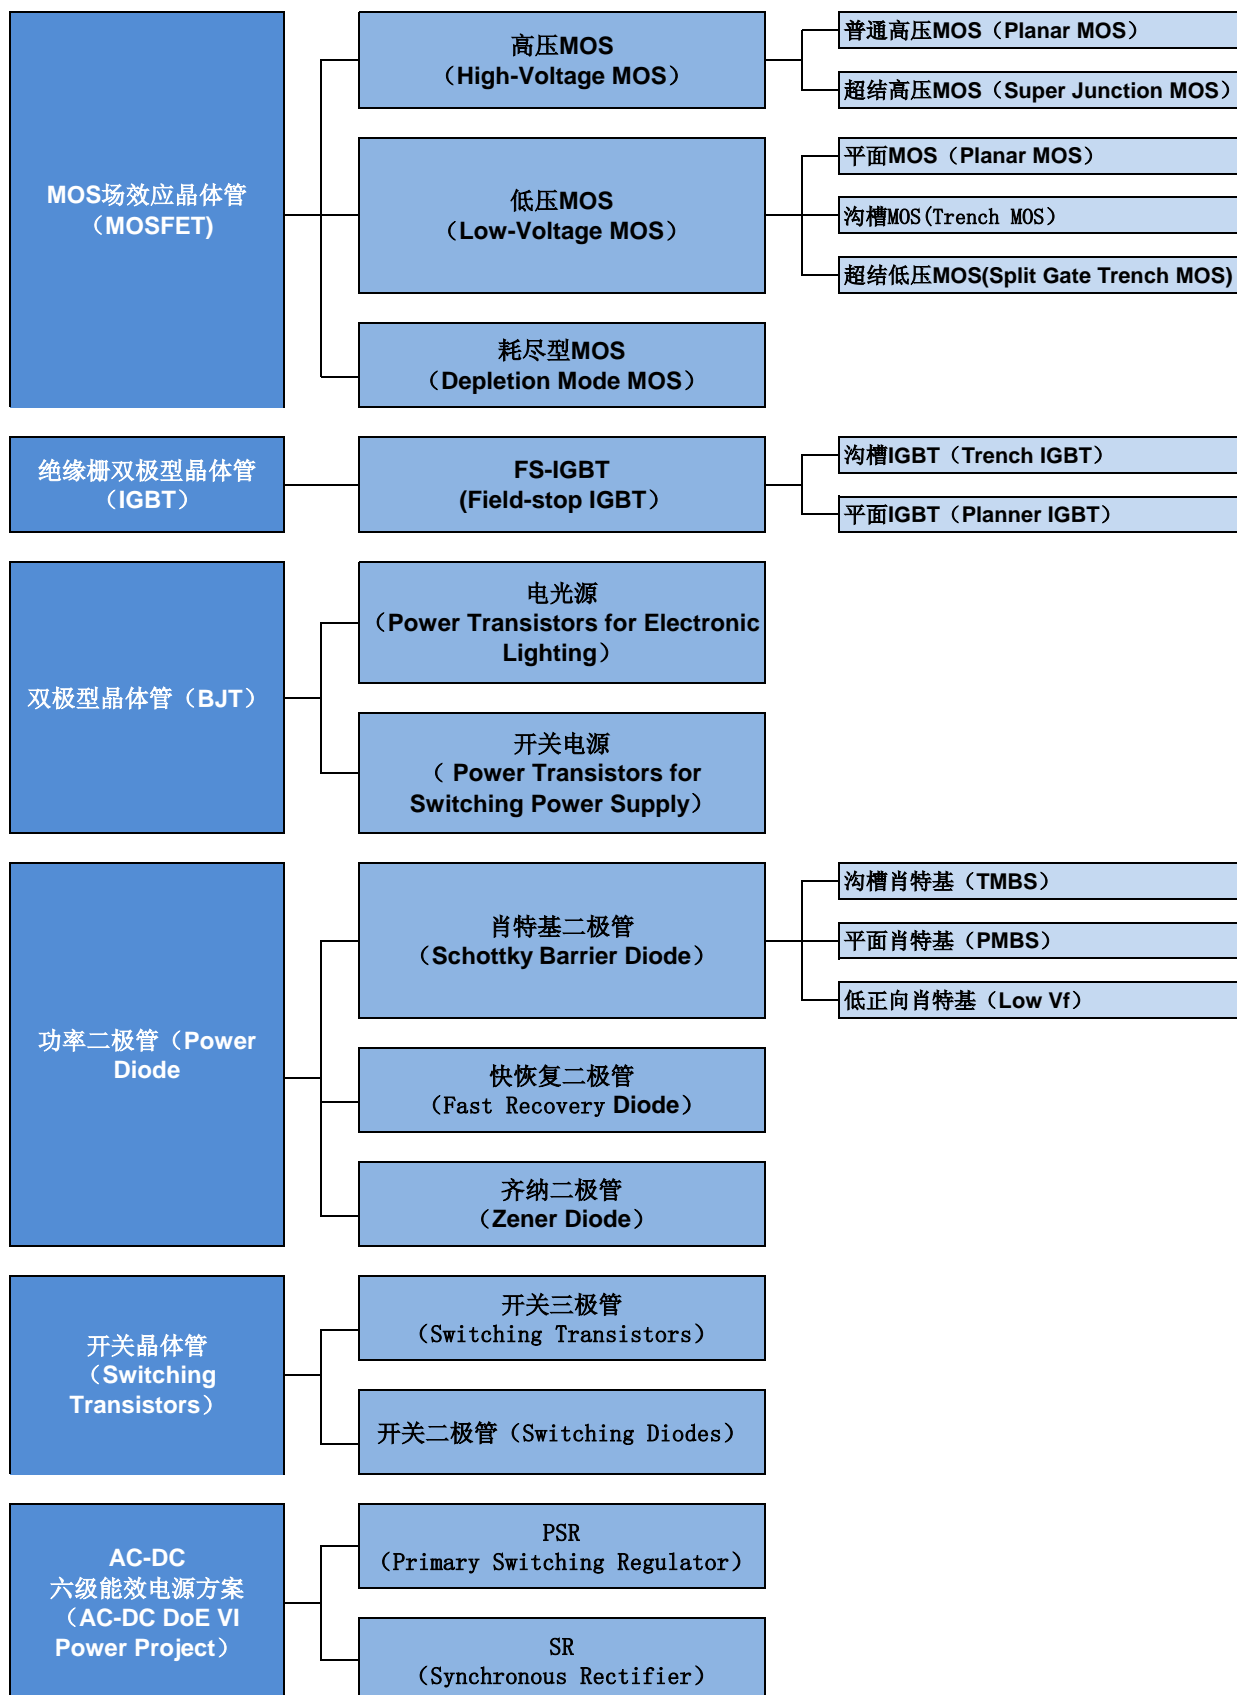 MOS场效应晶体管
（MOSFET)
高压MOS
（High-Voltage MOS）
普通高压MOS（Planar MOS）
超结高压MOS（Super Junction MOS）
低压MOS
（Low-Voltage MOS）
平面MOS（Planar MOS）
沟槽MOS(Trench MOS）
超结低压MOS(Split Gate Trench MOS)
耗尽型MOS
（Depletion Mode MOS）
绝缘栅双极型晶体管
（IGBT）
FS-IGBT
(Field-stop IGBT）
沟槽IGBT（Trench IGBT）
平面IGBT（Planner IGBT）
双极型晶体管（BJT）
电光源
（Power Transistors for Electronic
Lighting）
开关电源
（ Power Transistors for
Switching Power Supply）
功率二极管（Power
Diode
肖特基二极管
（Schottky Barrier Diode）
沟槽肖特基（TMBS）
平面肖特基（PMBS）
低正向肖特基（Low Vf）
快恢复二极管
（Fast Recovery Diode）
齐纳二极管
（Zener Diode）
开关晶体管
（Switching
Transistors）
开关三极管
（Switching Transistors）
开关二极管（Switching Diodes）
AC-DC
六级能效电源方案
（AC-DC DoE VI
Power Project）
PSR
（Primary Switching Regulator）
SR
（Synchronous Rectifier）